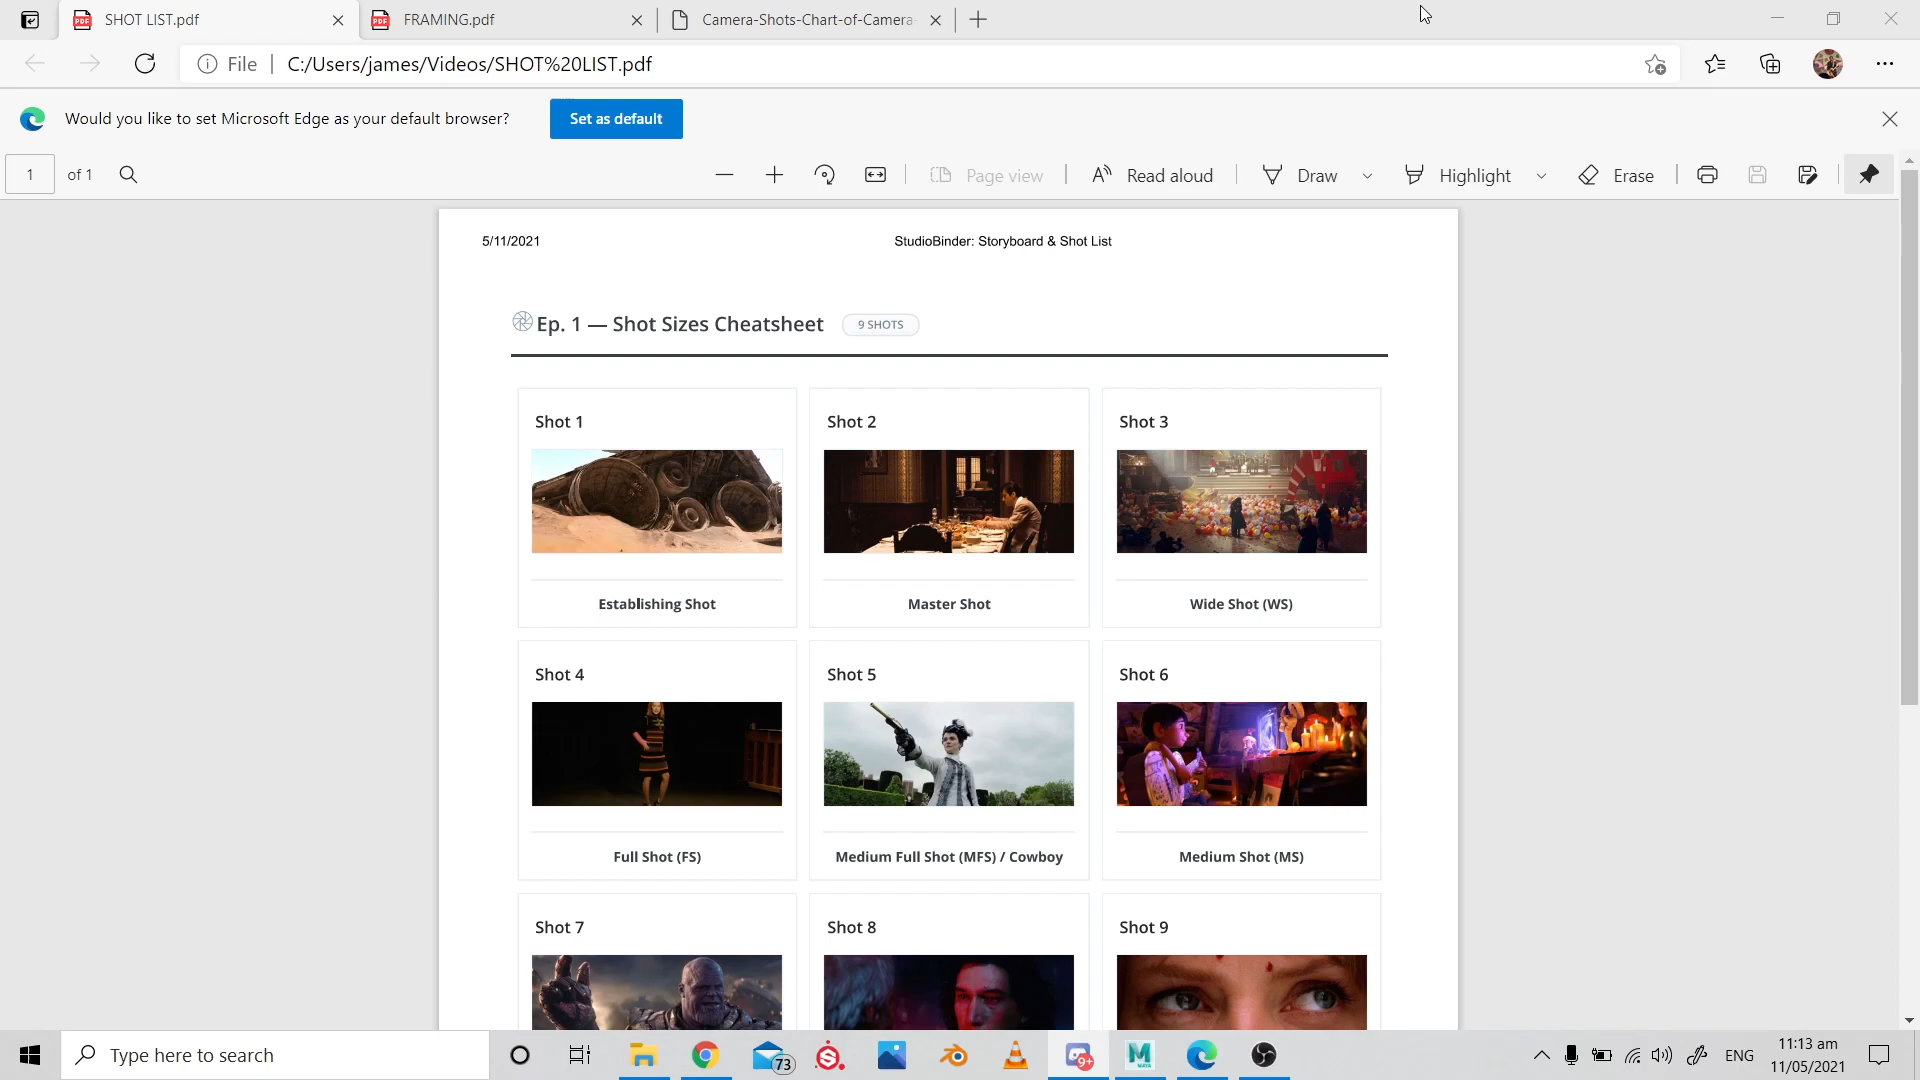 SHOT LIST.pdf
FRAMING.pdf
Camera-Shots-Chart-of-Camera-
File
C:/Users/james/Videos/SHOT%20LIST.pdf
Would you like to set Microsoft Edge as your default browser?
Set as default
1 of 1
Page view
Read aloud
Draw
Highlight
Erase
5/11/2021
StudioBinder: Storyboard & Shot List
Ep. 1 — Shot Sizes Cheatsheet
9 SHOTS
Shot 1
Shot 2
Shot 3
Establishing Shot
Master Shot
Wide Shot (WS)
Shot 4
Shot 5
Shot 6
Full Shot (FS)
Medium Full Shot (MFS) / Cowboy
Medium Shot (MS)
Shot 7
Shot 8
Shot 9
Type here to search
73
9+
ENG
11:13 am
11/05/2021